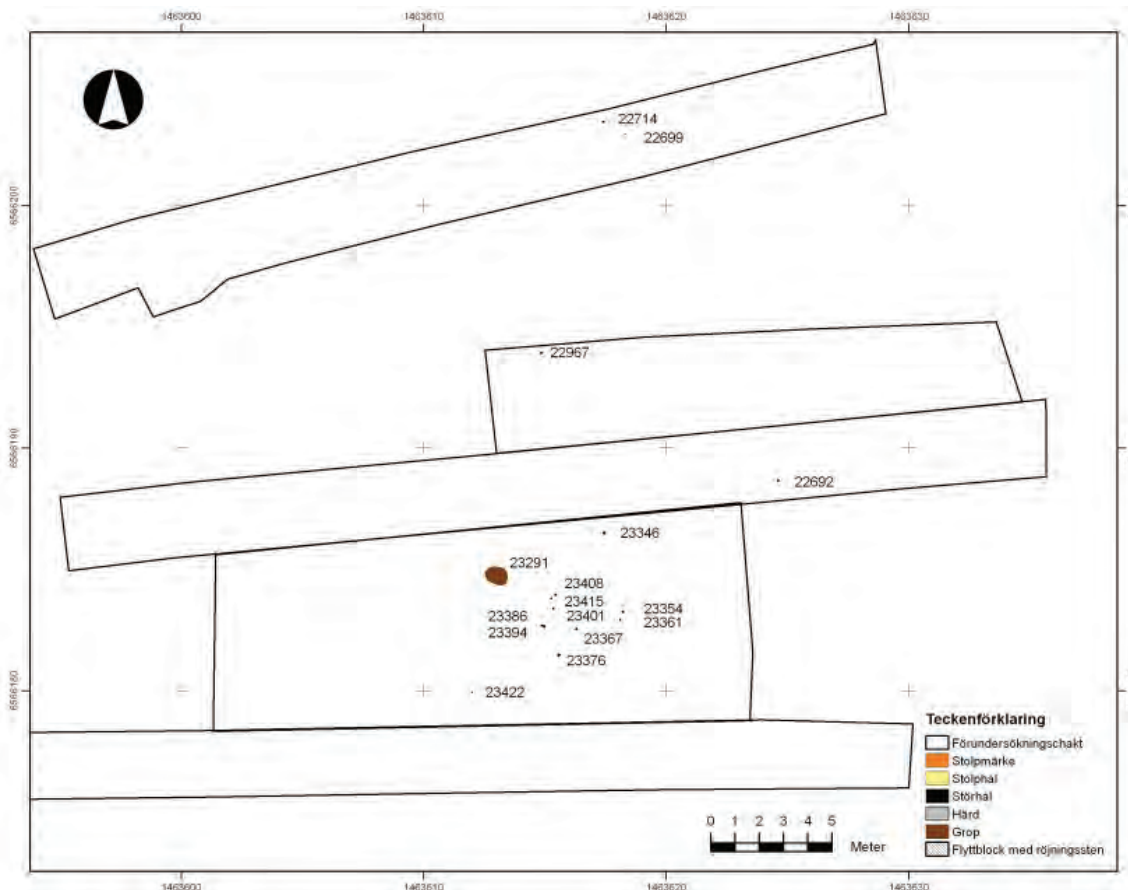 1463600 1463610 1463620 1463630
22714
22699
6566200
22967
6566190
22692
23346
23291
23408
23415
23386 23401 23354
23361
23394 23367
23376
6566180
23422
Teckenförklaring
Förundersökningschakt
Stolpmärke
Stolphål
Störhål
Härd
Grop
Flyttblock med röjningssten
0 1 2 3 4 5
Meter
1463600 1463610 1463620 1463630